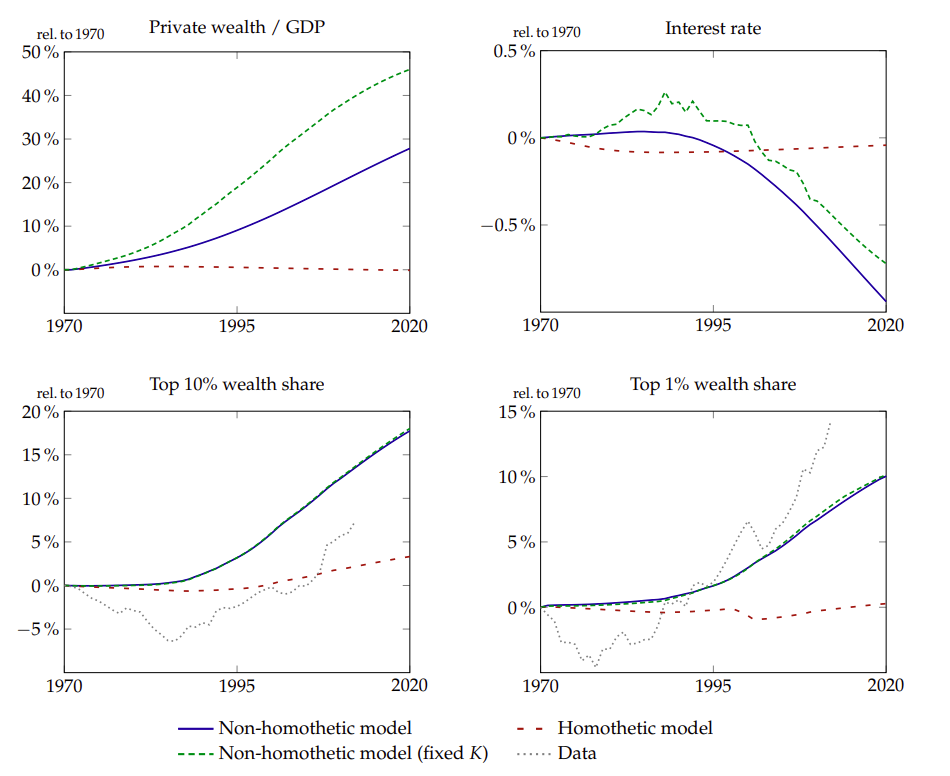 Private wealth / GDP
rel. to 1970
50 %
40 %
30 %
20 %
10 %
0 %
1970 1995 2020
Interest rate
rel. to 1970
0.5 %
0 %
−0.5 %
1970 1995 2020
Top 10% wealth share
rel. to 1970
20 %
15 %
10 %
5 %
0 %
−5 %
1970 1995 2020
Top 1% wealth share
rel. to 1970
15 %
10 %
5 %
0 %
1970 1995 2020
Non-homothetic model
Homothetic model
Non-homothetic model (fixed K)
Data